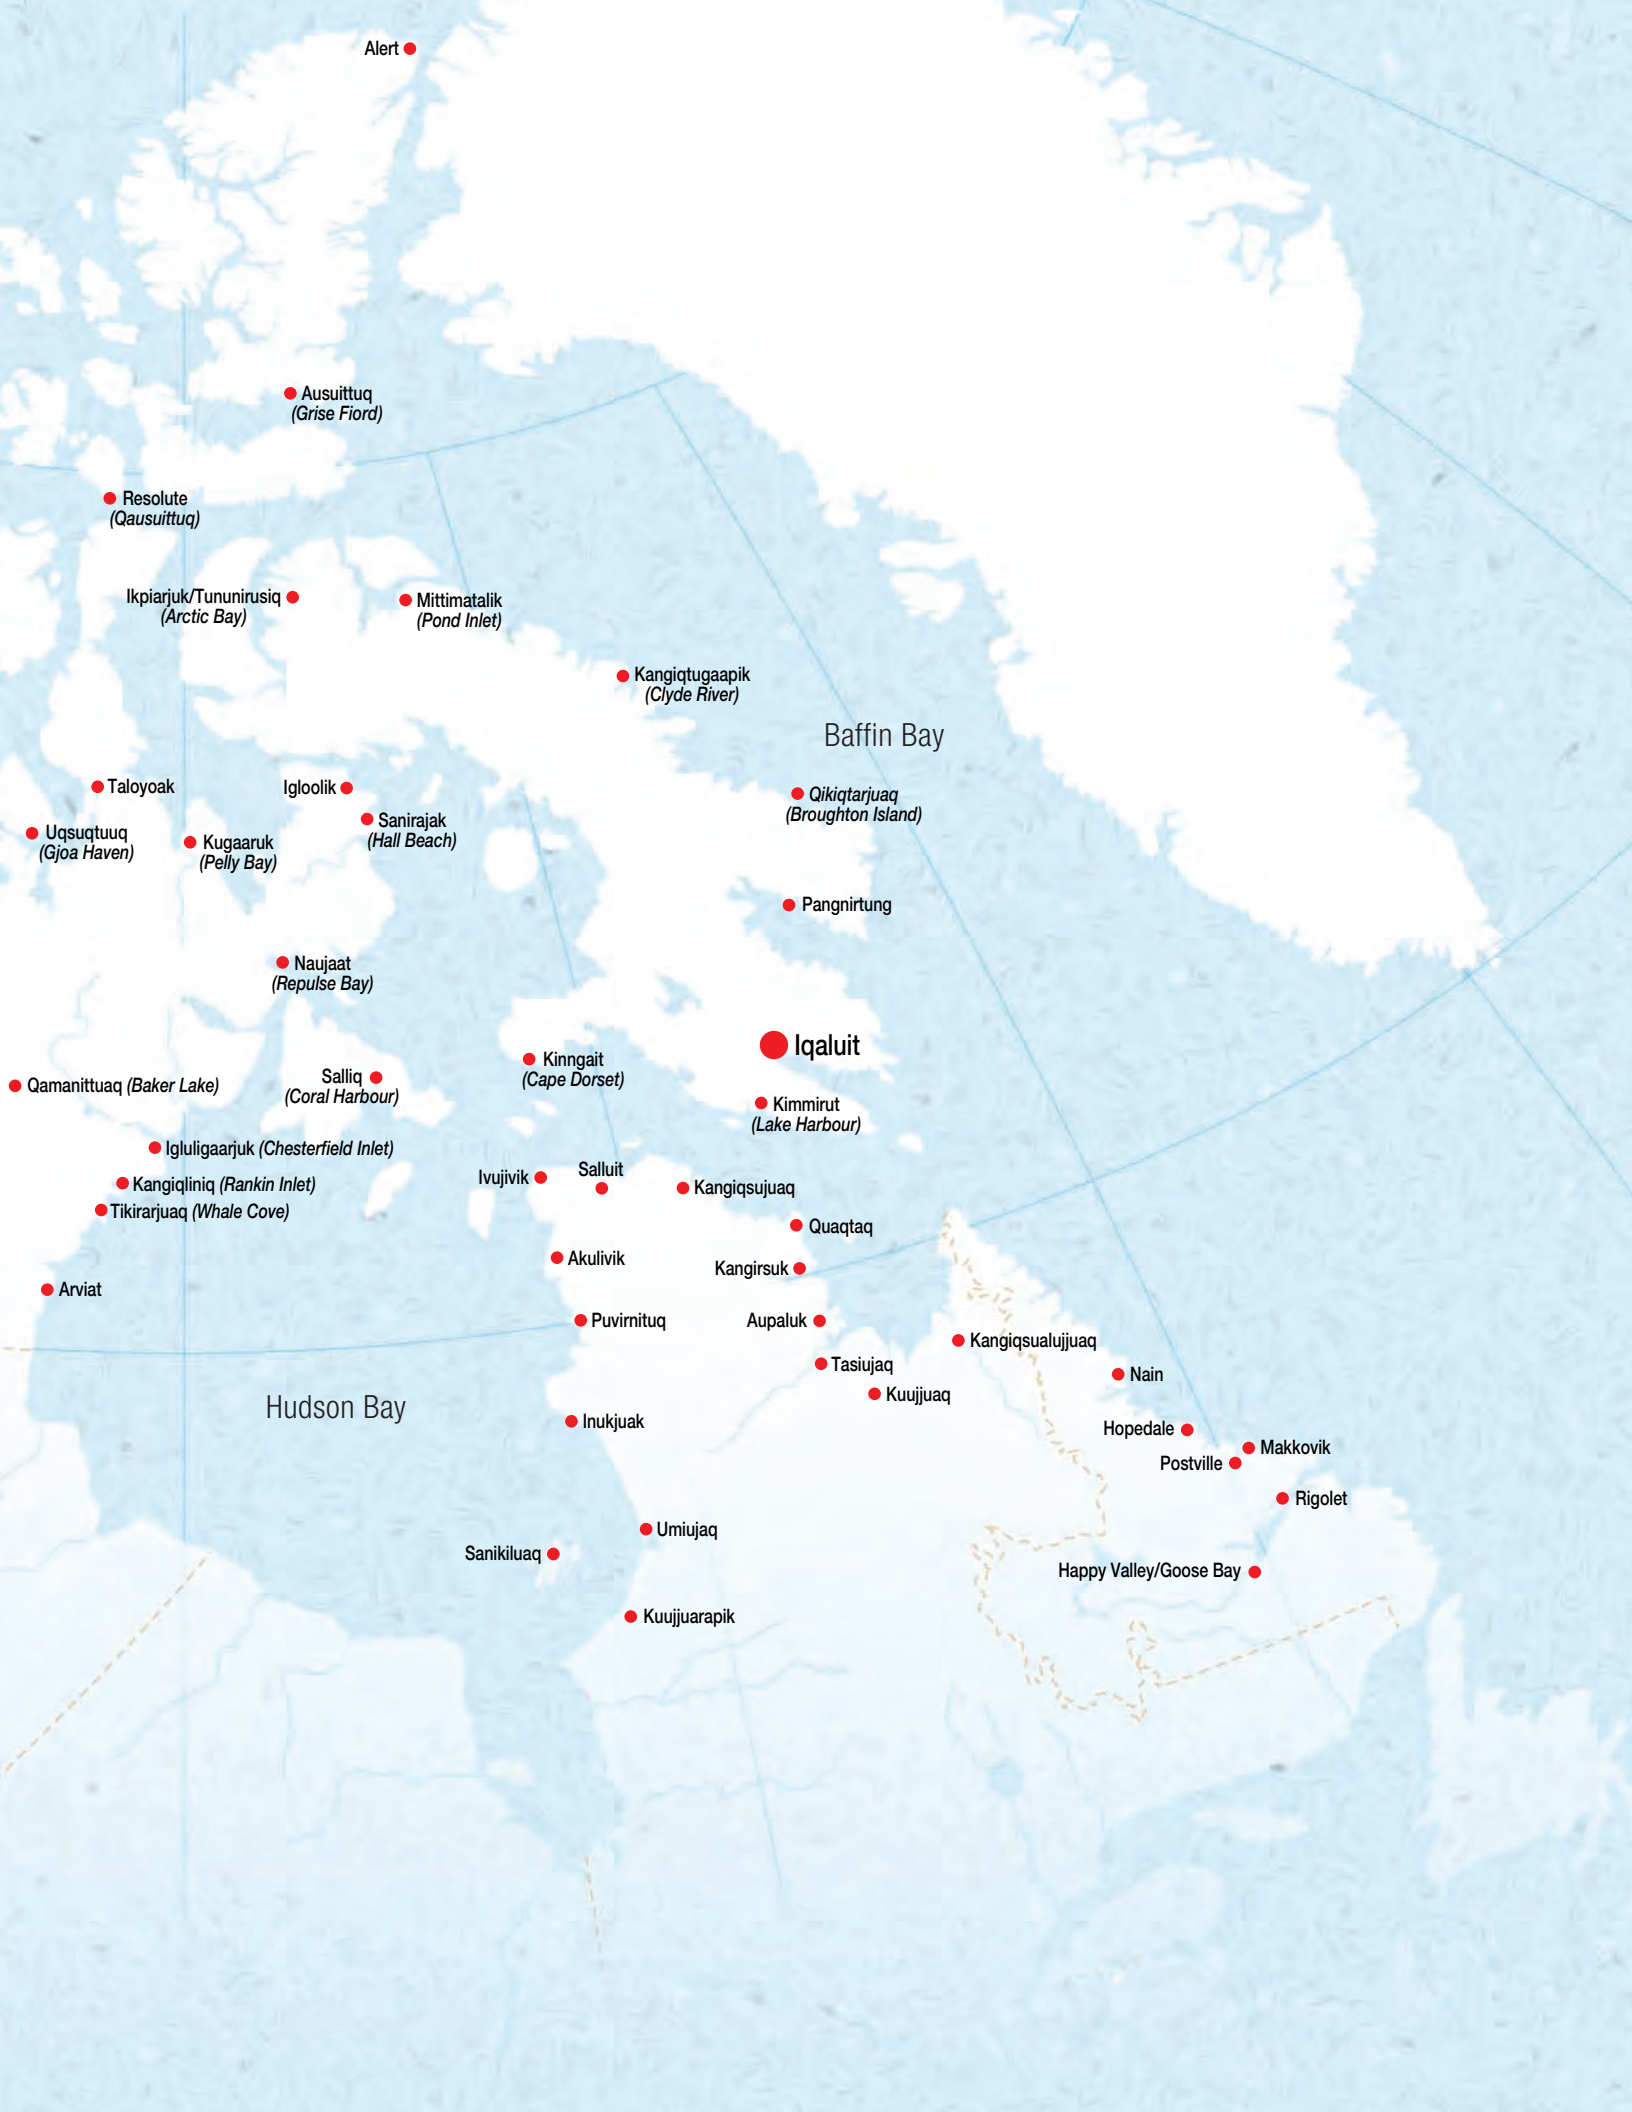 Alert
Ausuittuq
(Grise Fiord)
Resolute
(Qausuittuq)
Ikpiarjuk/Tununirusiq
(Arctic Bay)
Mittimatalik
(Pond Inlet)
Kangiqtugaapik
(Clyde River)
Baffin Bay
Taloyoak
Igloolik
Qikiqtarjuaq
(Broughton Island)
Sanirajak
(Hall Beach)
Uqsuqtuuq
(Gjoa Haven)
Kugaaruk
(Pelly Bay)
Pangnirtung
Naujaat
(Repulse Bay)
Iqaluit
Kinngait
(Cape Dorset)
Salliq
(Coral Harbour)
Qamanittuaq (Baker Lake)
Kimmirut
(Lake Harbour)
Igluligaarjuk (Chesterfield Inlet)
Salluit
Ivujivik
Kangiqliniq (Rankin Inlet)
Kangiqsujuaq
Tikirarjuaq (Whale Cove)
Quaqtaq
Akulivik
Kangirsuk
Arviat
Puvirnituq
Aupaluk
Kangiqsualujjuaq
Tasiujaq
Nain
Kuujjuaq
Hudson Bay
Inukjuak
Hopedale
Makkovik
Postville
Rigolet
Umiujaq
Sanikiluaq
Happy Valley/Goose Bay
Kuujjuarapik